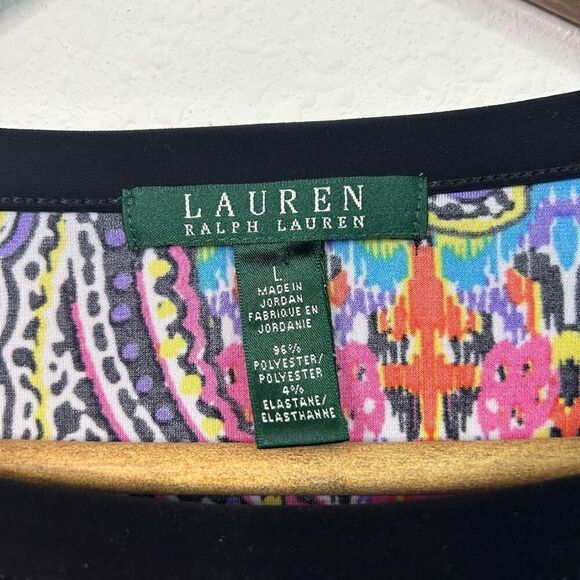 LAUREN
RALPH LAUREN
L
MADE IN
JORDAN
FABRIQUE EN
JORDANIE
96%
POLYESTER/
POLYESTER
4%
ELASTANE/
ELASTHANNE